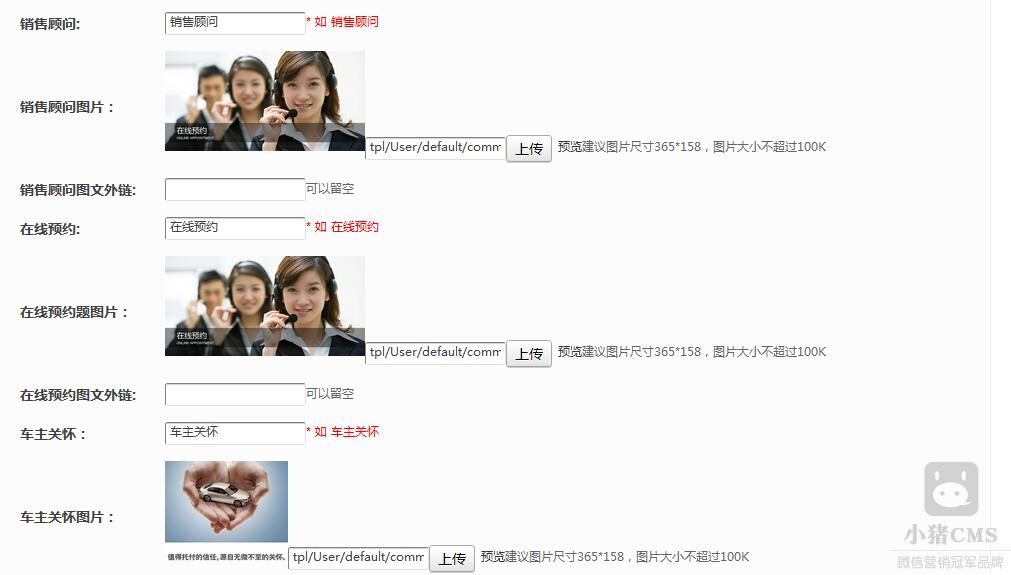 销售顾问: 销售顾问 * 如 销售顾问
在线预约
ONLINE APPOINTMENT
销售顾问图片： tpl/User/default/comm 上传 预览建议图片尺寸365*158，图片大小不超过100K
销售顾问图文外链: 可以留空
在线预约: 在线预约 * 如 在线预约
在线预约
ONLINE APPOINTMENT
在线预约题图片： tpl/User/default/comm 上传 预览建议图片尺寸365*158，图片大小不超过100K
在线预约图文外链: 可以留空
车主关怀： 车主关怀 * 如 车主关怀
车主关怀图片：
值得托付的信任,源自无微不至的关怀. tpl/User/default/comm 上传 预览建议图片尺寸365*158，图片大小不超过100K
小猪CMS
微信营销冠军品牌